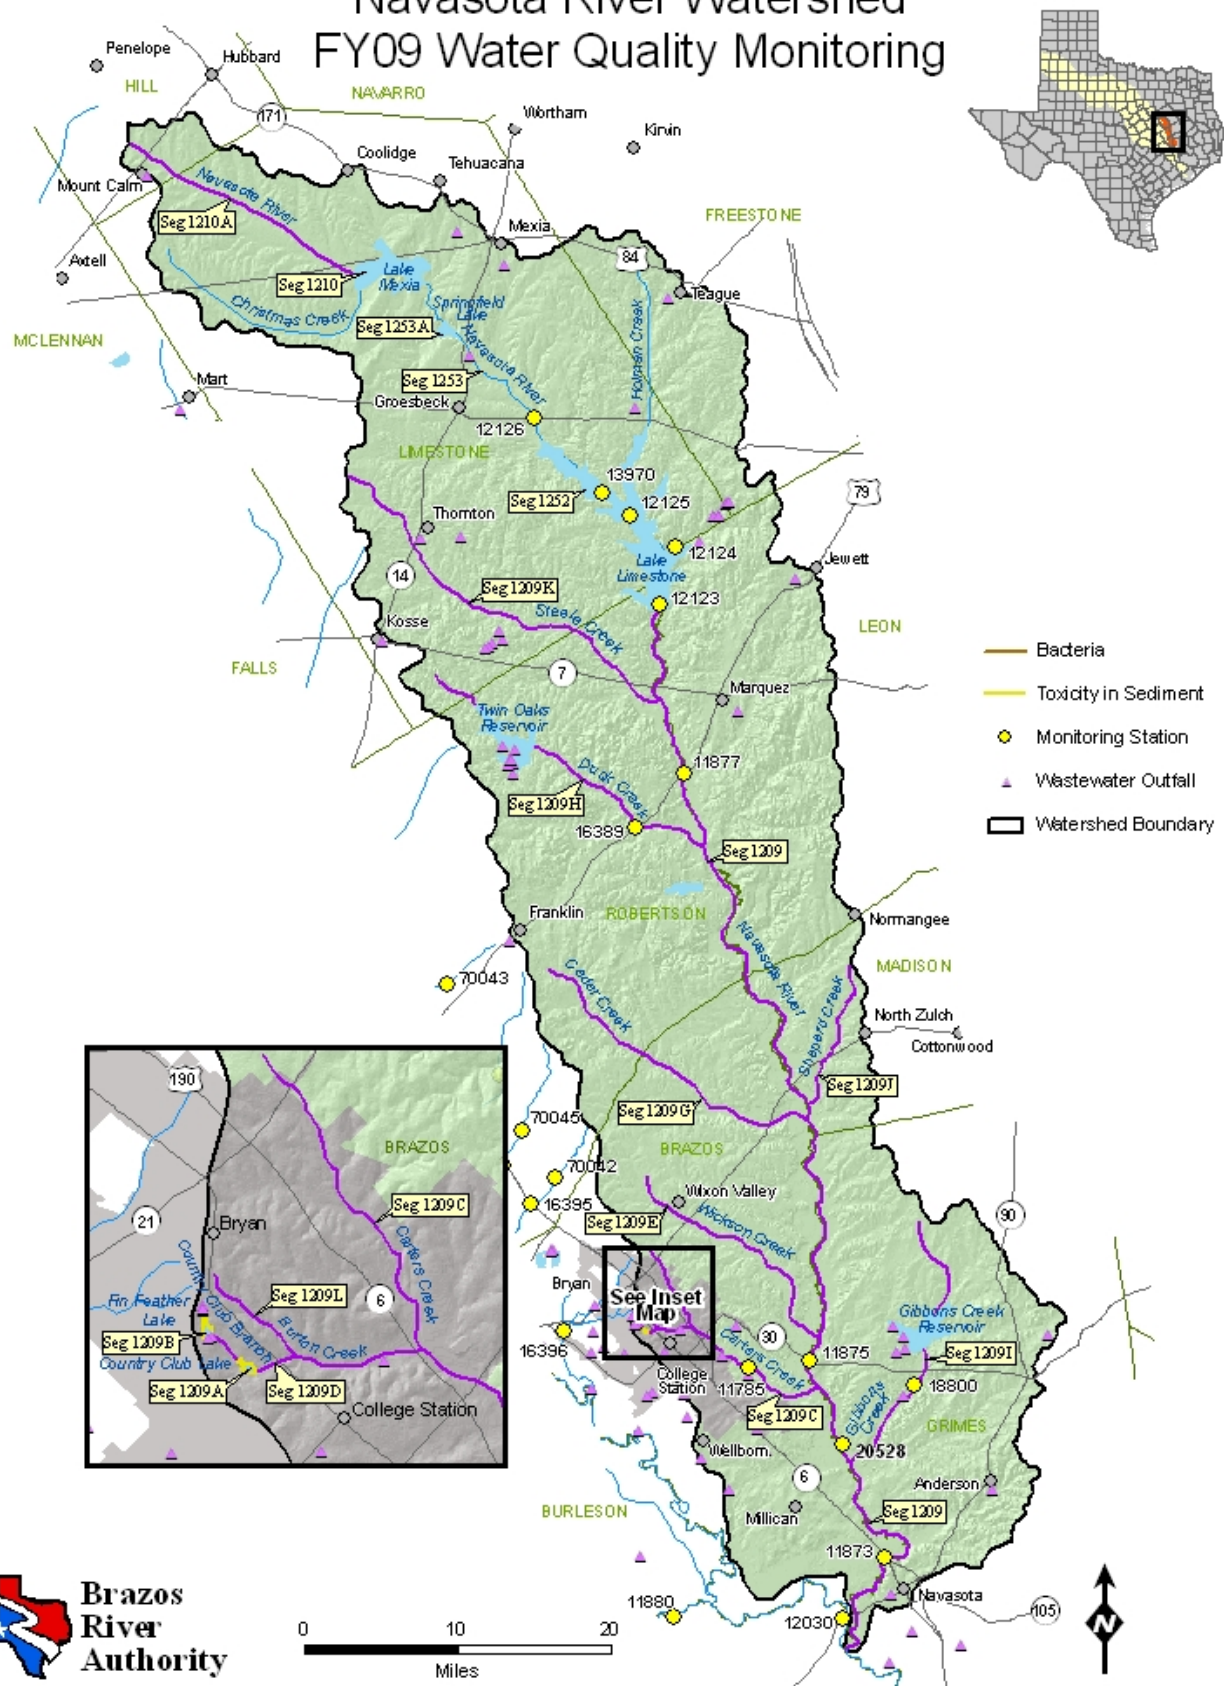 Navasota River Watershed
FY09 Water Quality Monitoring
Penelope
Hubbard
HILL
NAVARRO
171
Wortham
Kirvin
Coolidge
Tehuacana
Mount Calm
Navasota River
Seg 1210A
Mexia
FREESTONE
84
Axtell
Seg 1210
Lake
Mexia
Teague
Christmas Creek
Springfield
Lake
Seg 1253A
Navasota River
Holman Creek
MCLENNAN
Mart
Seg 1253
Groesbeck
12126
LIMESTONE
13970
Seg 1252
12125
79
Thornton
12124
Jewett
Lake
Limestone
14
Seg 1209K
12123
Steele Creek
Kosse
LEON
FALLS
7
Marquez
Twin Oaks
Reservoir
Duck Creek
11877
Seg 1209H
16389
Seg 1209
Bacteria
Toxicity in Sediment
Monitoring Station
Wastewater Outfall
Watershed Boundary
Franklin
ROBERTSON
Normangee
Navasota River
MADISON
70043
Cedar Creek
Sheperd Creek
North Zulch
Cottonwood
Seg 1209J
Seg 1209G
70045
BRAZOS
70042
16395
Wixon Valley
Seg 1209E
Wickson Creek
90
Bryan
See Inset
Map
Gibbons Creek
Reservoir
16396
30
Carters Creek
11875
Seg 1209I
College
Station
11785
18800
Seg 1209C
Gibbons
Creek
GRIMES
Wellborn
20528
6
Anderson
BURLESON
Millican
Seg 1209
11873
11880
12030
Navasota
105
190
BRAZOS
Seg 1209C
21
Bryan
Carters Creek
Country Club Branch
Seg 1209L
6
Fin Feather
Lake
Burton Creek
Seg 1209B
Country Club Lake
Seg 1209A
Seg 1209D
College Station
Brazos
River
Authority
0 10 20
Miles
N